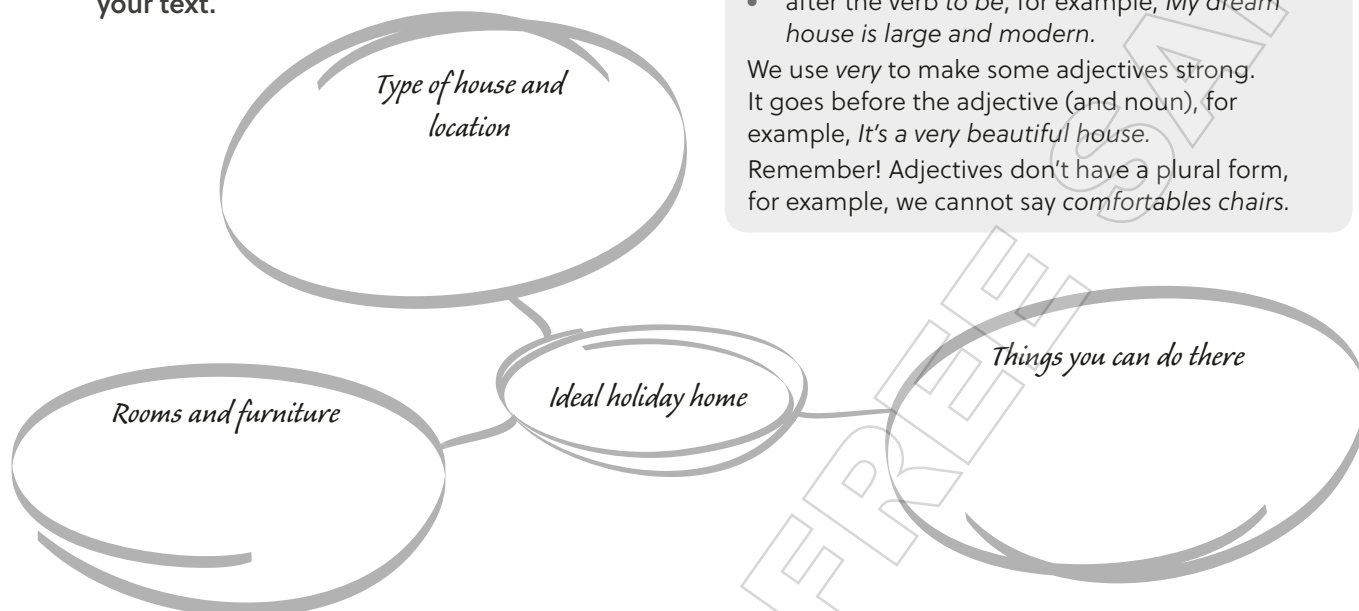 your text.
after the verb to be, for example, My dream
house is large and modern.
We use very to make some adjectives strong.
It goes before the adjective (and noun), for
example, It's a very beautiful house.
Remember! Adjectives don't have a plural form,
for example, we cannot say comfortables chairs.
Type of house and
location
Rooms and furniture
Ideal holiday home
Things you can do there
FREE SA